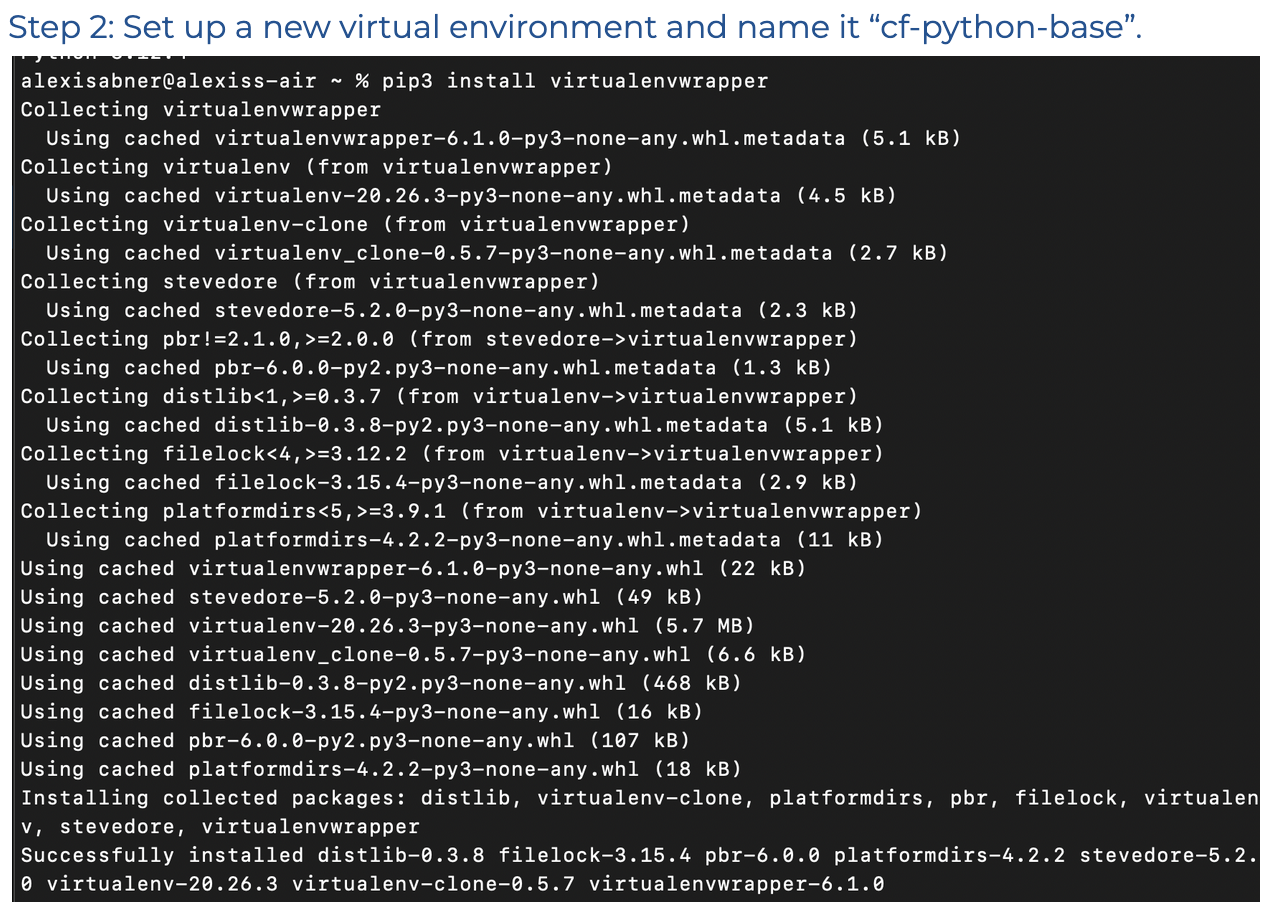 Step 2: Set up a new virtual environment and name it “cf-python-base”.
alexisabner@alexiss-air ~ % pip3 install virtualenvwrapper
Collecting virtualenvwrapper
  Using cached virtualenvwrapper-6.1.0-py3-none-any.whl.metadata (5.1 kB)
Collecting virtualenv (from virtualenvwrapper)
  Using cached virtualenv-20.26.3-py3-none-any.whl.metadata (4.5 kB)
Collecting virtualenv-clone (from virtualenvwrapper)
  Using cached virtualenv_clone-0.5.7-py3-none-any.whl.metadata (2.7 kB)
Collecting stevedore (from virtualenvwrapper)
  Using cached stevedore-5.2.0-py3-none-any.whl.metadata (2.3 kB)
Collecting pbr!=2.1.0,>=2.0.0 (from stevedore->virtualenvwrapper)
  Using cached pbr-6.0.0-py2.py3-none-any.whl.metadata (1.3 kB)
Collecting distlib<1,>=0.3.7 (from virtualenv->virtualenvwrapper)
  Using cached distlib-0.3.8-py2.py3-none-any.whl.metadata (5.1 kB)
Collecting filelock<4,>=3.12.2 (from virtualenv->virtualenvwrapper)
  Using cached filelock-3.15.4-py3-none-any.whl.metadata (2.9 kB)
Collecting platformdirs<5,>=3.9.1 (from virtualenv->virtualenvwrapper)
  Using cached platformdirs-4.2.2-py3-none-any.whl.metadata (11 kB)
Using cached virtualenvwrapper-6.1.0-py3-none-any.whl (22 kB)
Using cached stevedore-5.2.0-py3-none-any.whl (49 kB)
Using cached virtualenv-20.26.3-py3-none-any.whl (5.7 MB)
Using cached virtualenv_clone-0.5.7-py3-none-any.whl (6.6 kB)
Using cached distlib-0.3.8-py2.py3-none-any.whl (468 kB)
Using cached filelock-3.15.4-py3-none-any.whl (16 kB)
Using cached pbr-6.0.0-py2.py3-none-any.whl (107 kB)
Using cached platformdirs-4.2.2-py3-none-any.whl (18 kB)
Installing collected packages: distlib, virtualenv-clone, platformdirs, pbr, filelock, virtualen
v, stevedore, virtualenvwrapper
Successfully installed distlib-0.3.8 filelock-3.15.4 pbr-6.0.0 platformdirs-4.2.2 stevedore-5.2.
0 virtualenv-20.26.3 virtualenv-clone-0.5.7 virtualenvwrapper-6.1.0